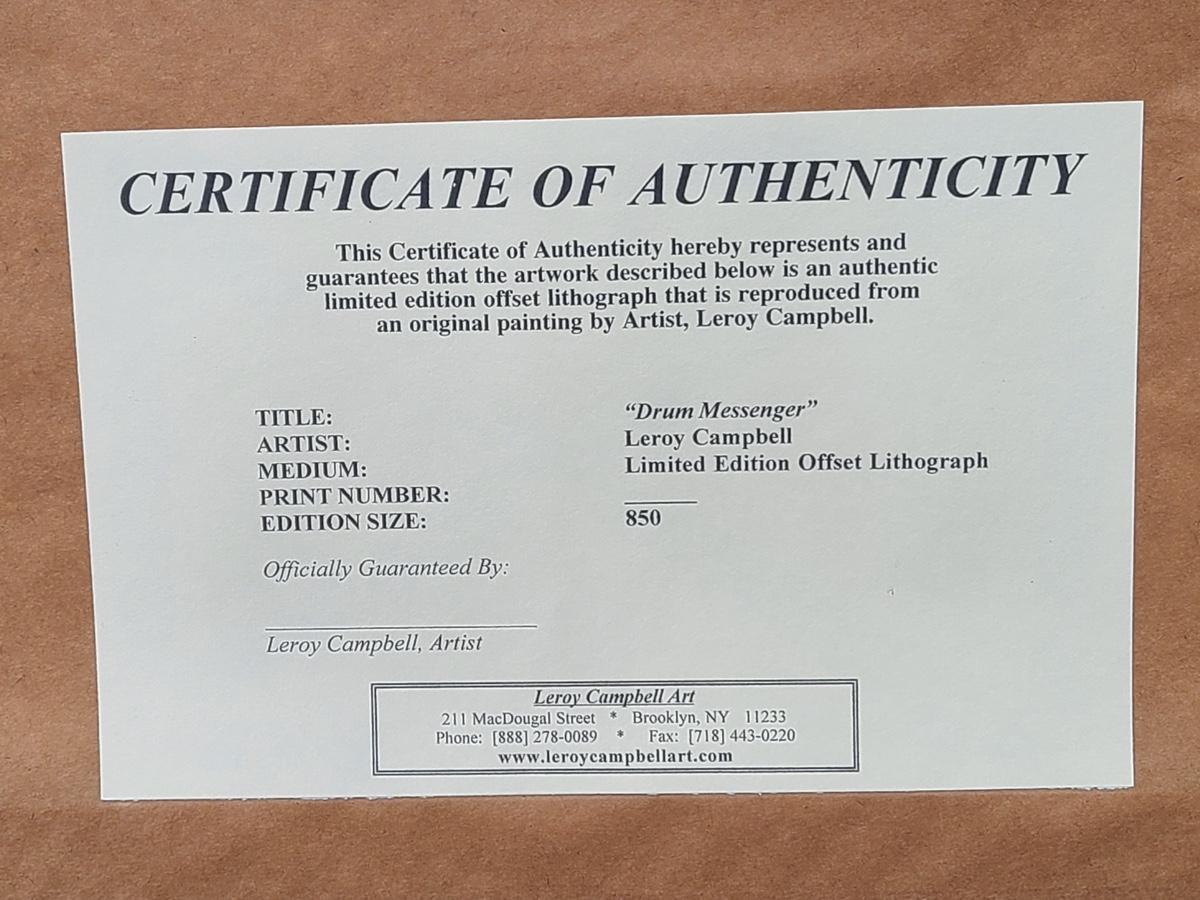 CERTIFICATE OF AUTHENTICITY
This Certificate of Authenticity hereby represents and
guarantees that the artwork described below is an authentic
limited edition offset lithograph that is reproduced from
an original painting by Artist, Leroy Campbell.
TITLE: “Drum Messenger”
ARTIST: Leroy Campbell
MEDIUM: Limited Edition Offset Lithograph
PRINT NUMBER:
EDITION SIZE: 850
Officially Guaranteed By:
Leroy Campbell, Artist
Leroy Campbell Art
211 MacDougal Street * Brooklyn, NY 11233
Phone: [888] 278-0089 * Fax: [718] 443-0220
www.leroycampbellart.com